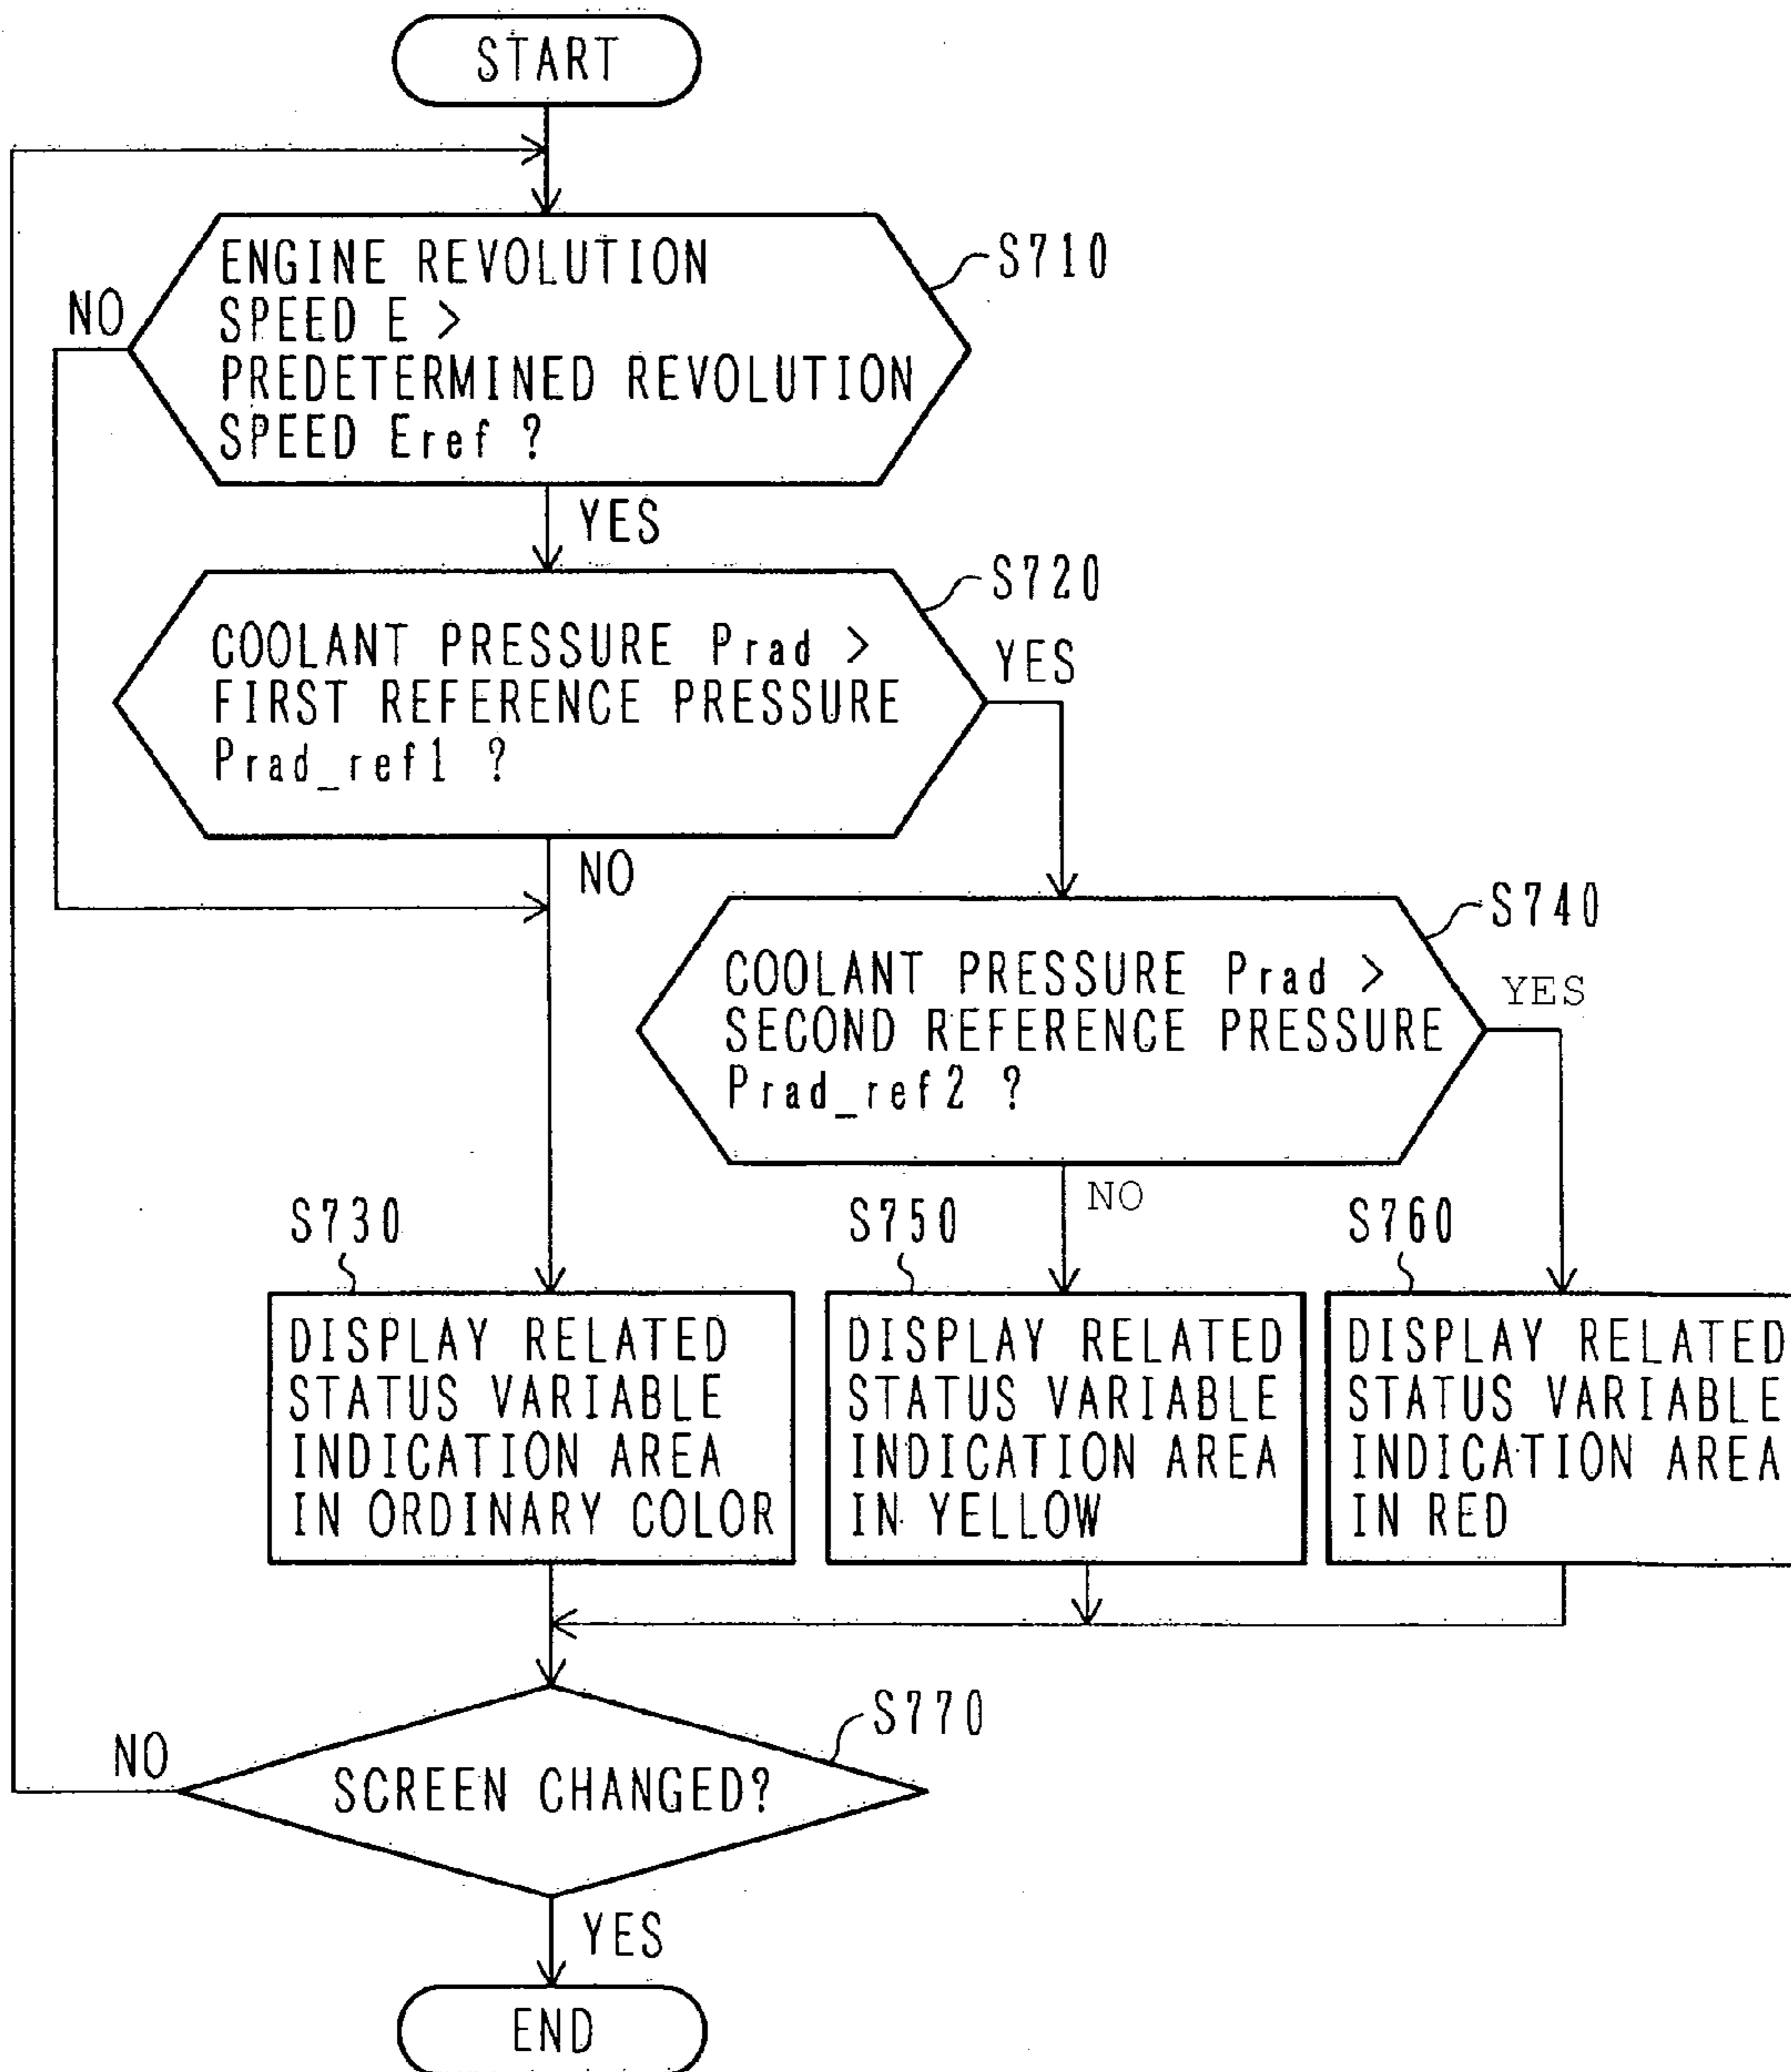 START
ENGINE REVOLUTION
SPEED E >
PREDETERMINED REVOLUTION
SPEED Eref ?
S710
NO
YES
COOLANT PRESSURE Prad >
FIRST REFERENCE PRESSURE
Prad_ref1 ?
S720
YES
NO
COOLANT PRESSURE Prad >
SECOND REFERENCE PRESSURE
Prad_ref2 ?
S740
YES
NO
S730
DISPLAY RELATED
STATUS VARIABLE
INDICATION AREA
IN ORDINARY COLOR
S750
DISPLAY RELATED
STATUS VARIABLE
INDICATION AREA
IN YELLOW
S760
DISPLAY RELATED
STATUS VARIABLE
INDICATION AREA
IN RED
SCREEN CHANGED?
S770
NO
YES
END